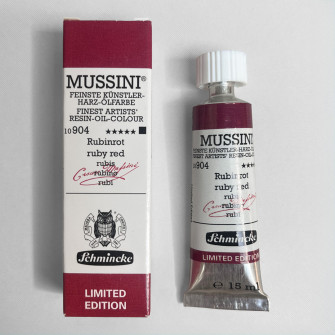 MUSSINI®
FEINSTE KÜNSTLER-
HARZ-ÖLFARBE
FINEST ARTISTS'
RESIN-OIL-COLOUR
10 904 ★★★★★ ■
Rubinrot
ruby red
rubis
rubino
rubí
Schmincke
LIMITED
EDITION
MUSSINI
FEINSTE KÜNSTLER-HARZ-ÖLFARBE
FINEST ARTISTS' RESIN-OIL-COLOUR
10904
Rubinrot
ruby red
rubis
rubino
rubí
Schmincke
LIMITED EDITION
15 ml